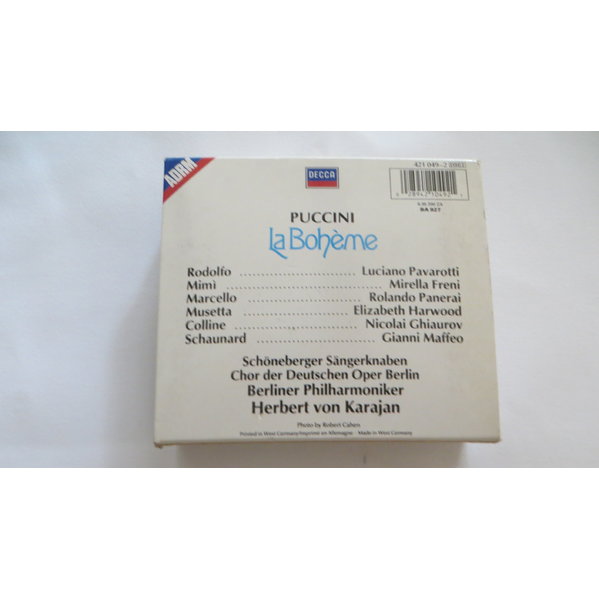 ADRM
DECCA
421 049-2
PUCCINI
La Bohème
Rodolfo ........................ Luciano Pavarotti
Mimì ........................ Mirella Freni
Marcello ........................ Rolando Panerai
Musetta ........................ Elizabeth Harwood
Colline ........................ Nicolai Ghiaurov
Schaunard ........................ Gianni Maffeo
Schöneberger Sängerknaben
Chor der Deutschen Oper Berlin
Berliner Philharmoniker
Herbert von Karajan
Photo by Robert Cahen
Printed in West Germany/Imprimé en Allemagne - Made in West Germany